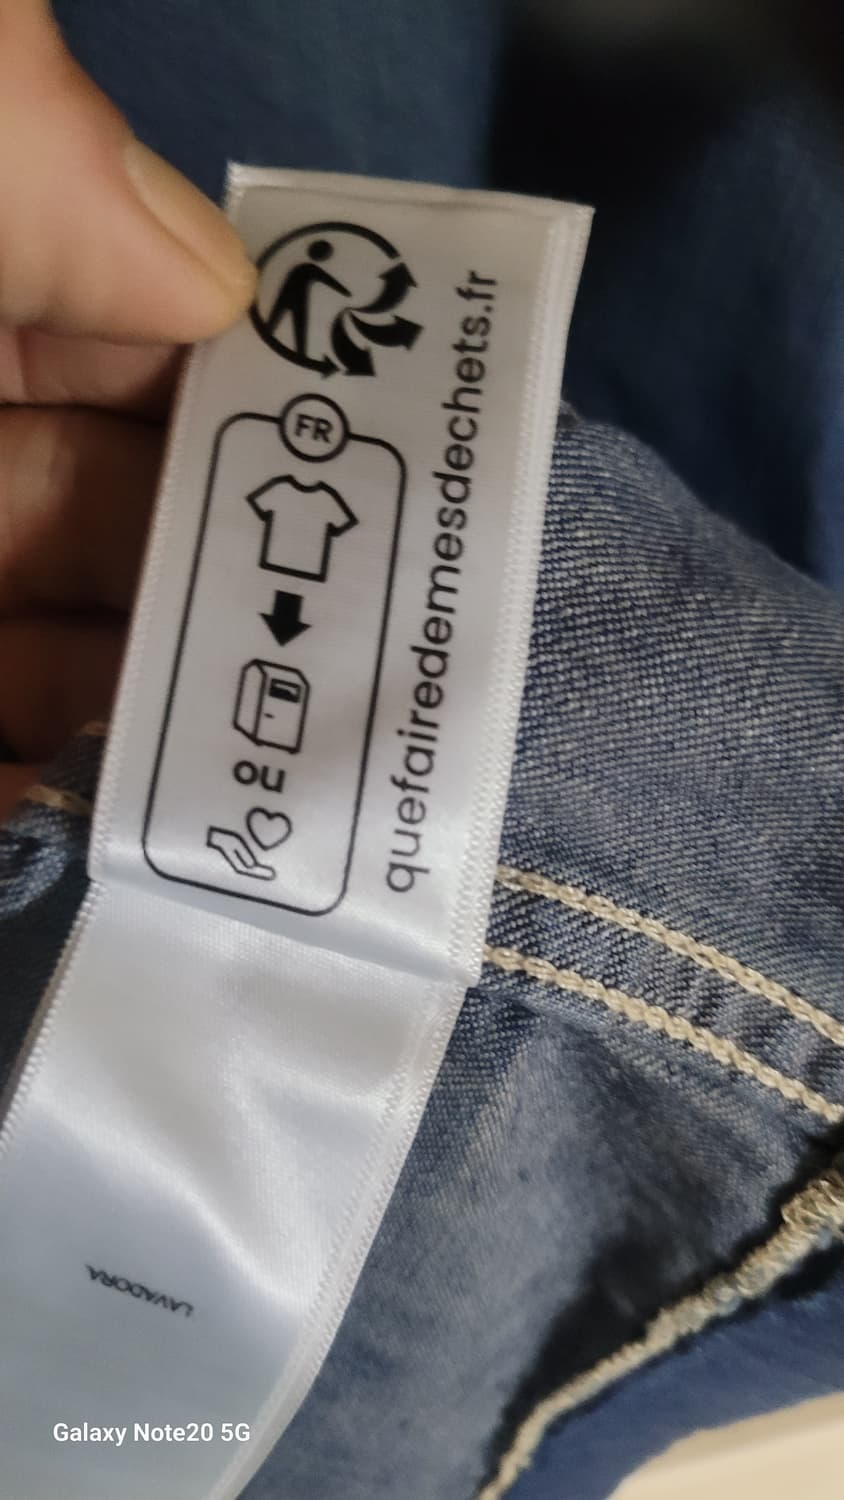 FR
OU
quefairedemesdechets.fr
LAVADORA
Galaxy Note20 5G